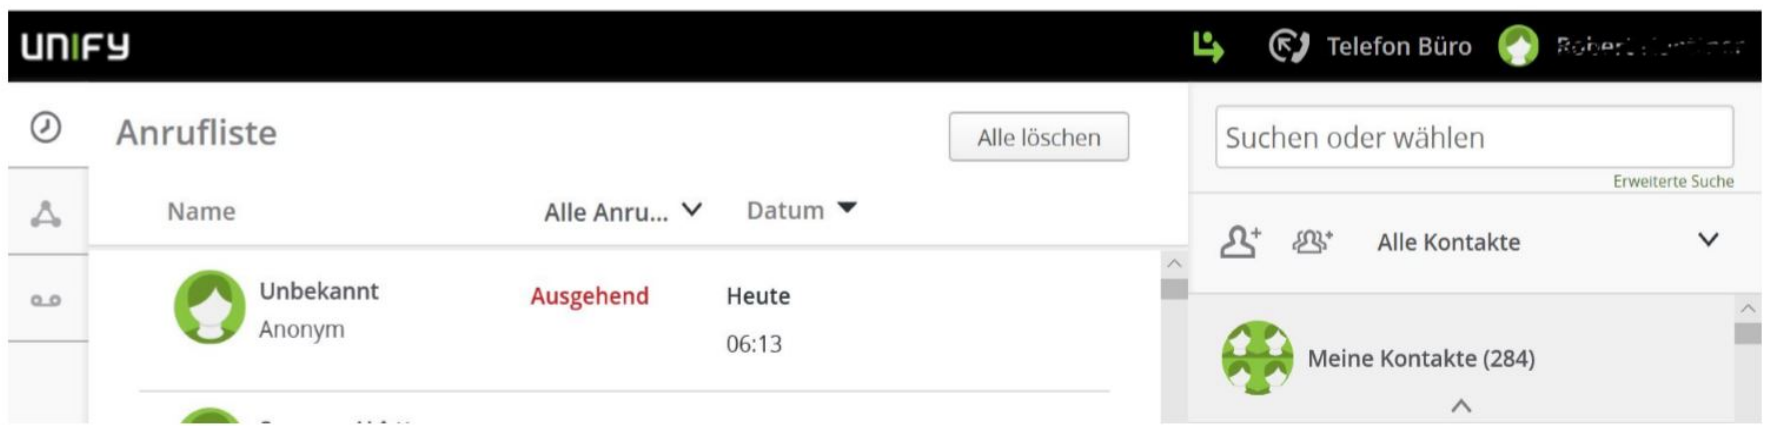 UNIFY
Telefon Büro
Anrufliste
Alle löschen
Suchen oder wählen
Erweiterte Suche
Name
Alle Anru...
Datum
Alle Kontakte
Unbekannt
Anonym
Ausgehend
Heute
06:13
Meine Kontakte (284)